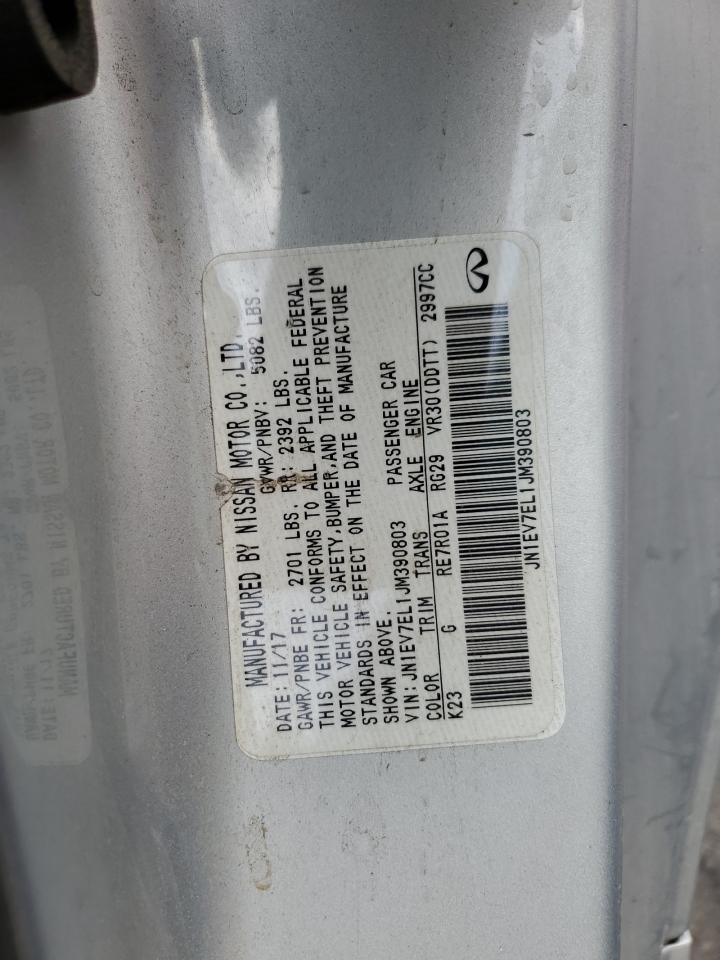 MANUFACTURED BY NISSAN MOTOR CO.,LTD.
DATE: 11/17 GVWR/PNBV: 5082 LBS.
GAWR/PNBE FR: 2701 LBS. RR: 2392 LBS.
THIS VEHICLE CONFORMS TO ALL APPLICABLE FEDERAL
MOTOR VEHICLE SAFETY,BUMPER,AND THEFT PREVENTION
STANDARDS IN EFFECT ON THE DATE OF MANUFACTURE
SHOWN ABOVE.
VIN: JN1EV7EL1JM390803 PASSENGER CAR
COLOR TRIM TRANS AXLE ENGINE
K23 G RE7R01A RG29 VR30(DDTT) 2997CC
JN1EV7EL1JM390803